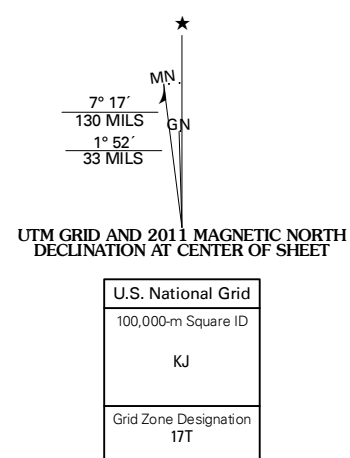 ★
MN
7° 17´
130 MILS
GN
1° 52´
33 MILS
UTM GRID AND 2011 MAGNETIC NORTH
DECLINATION AT CENTER OF SHEET
U.S. National Grid
100,000-m Square ID
KJ
Grid Zone Designation
17T